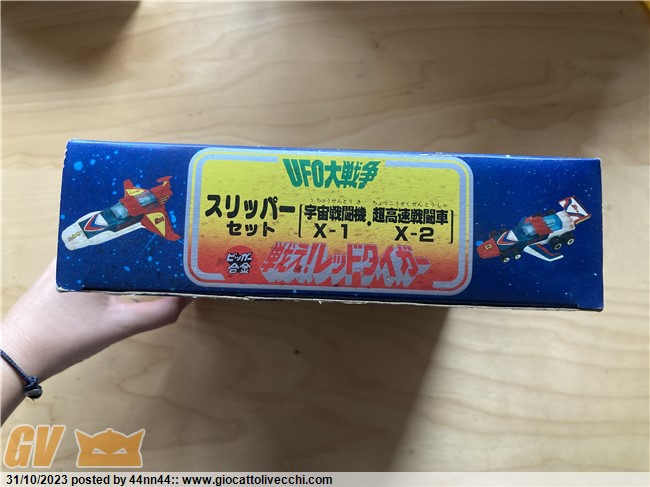 UFO大戦争
スリッパー
セット
うちゅうせんとうき
宇宙戦闘機
X-1
・
ちょうこうそくせんとうしゃ
超高速戦闘車
X-2
ビッグ
合金
戦え!レッドタイガー
GV
31/10/2023 posted by 44nn44:: www.giocattolivecchi.com